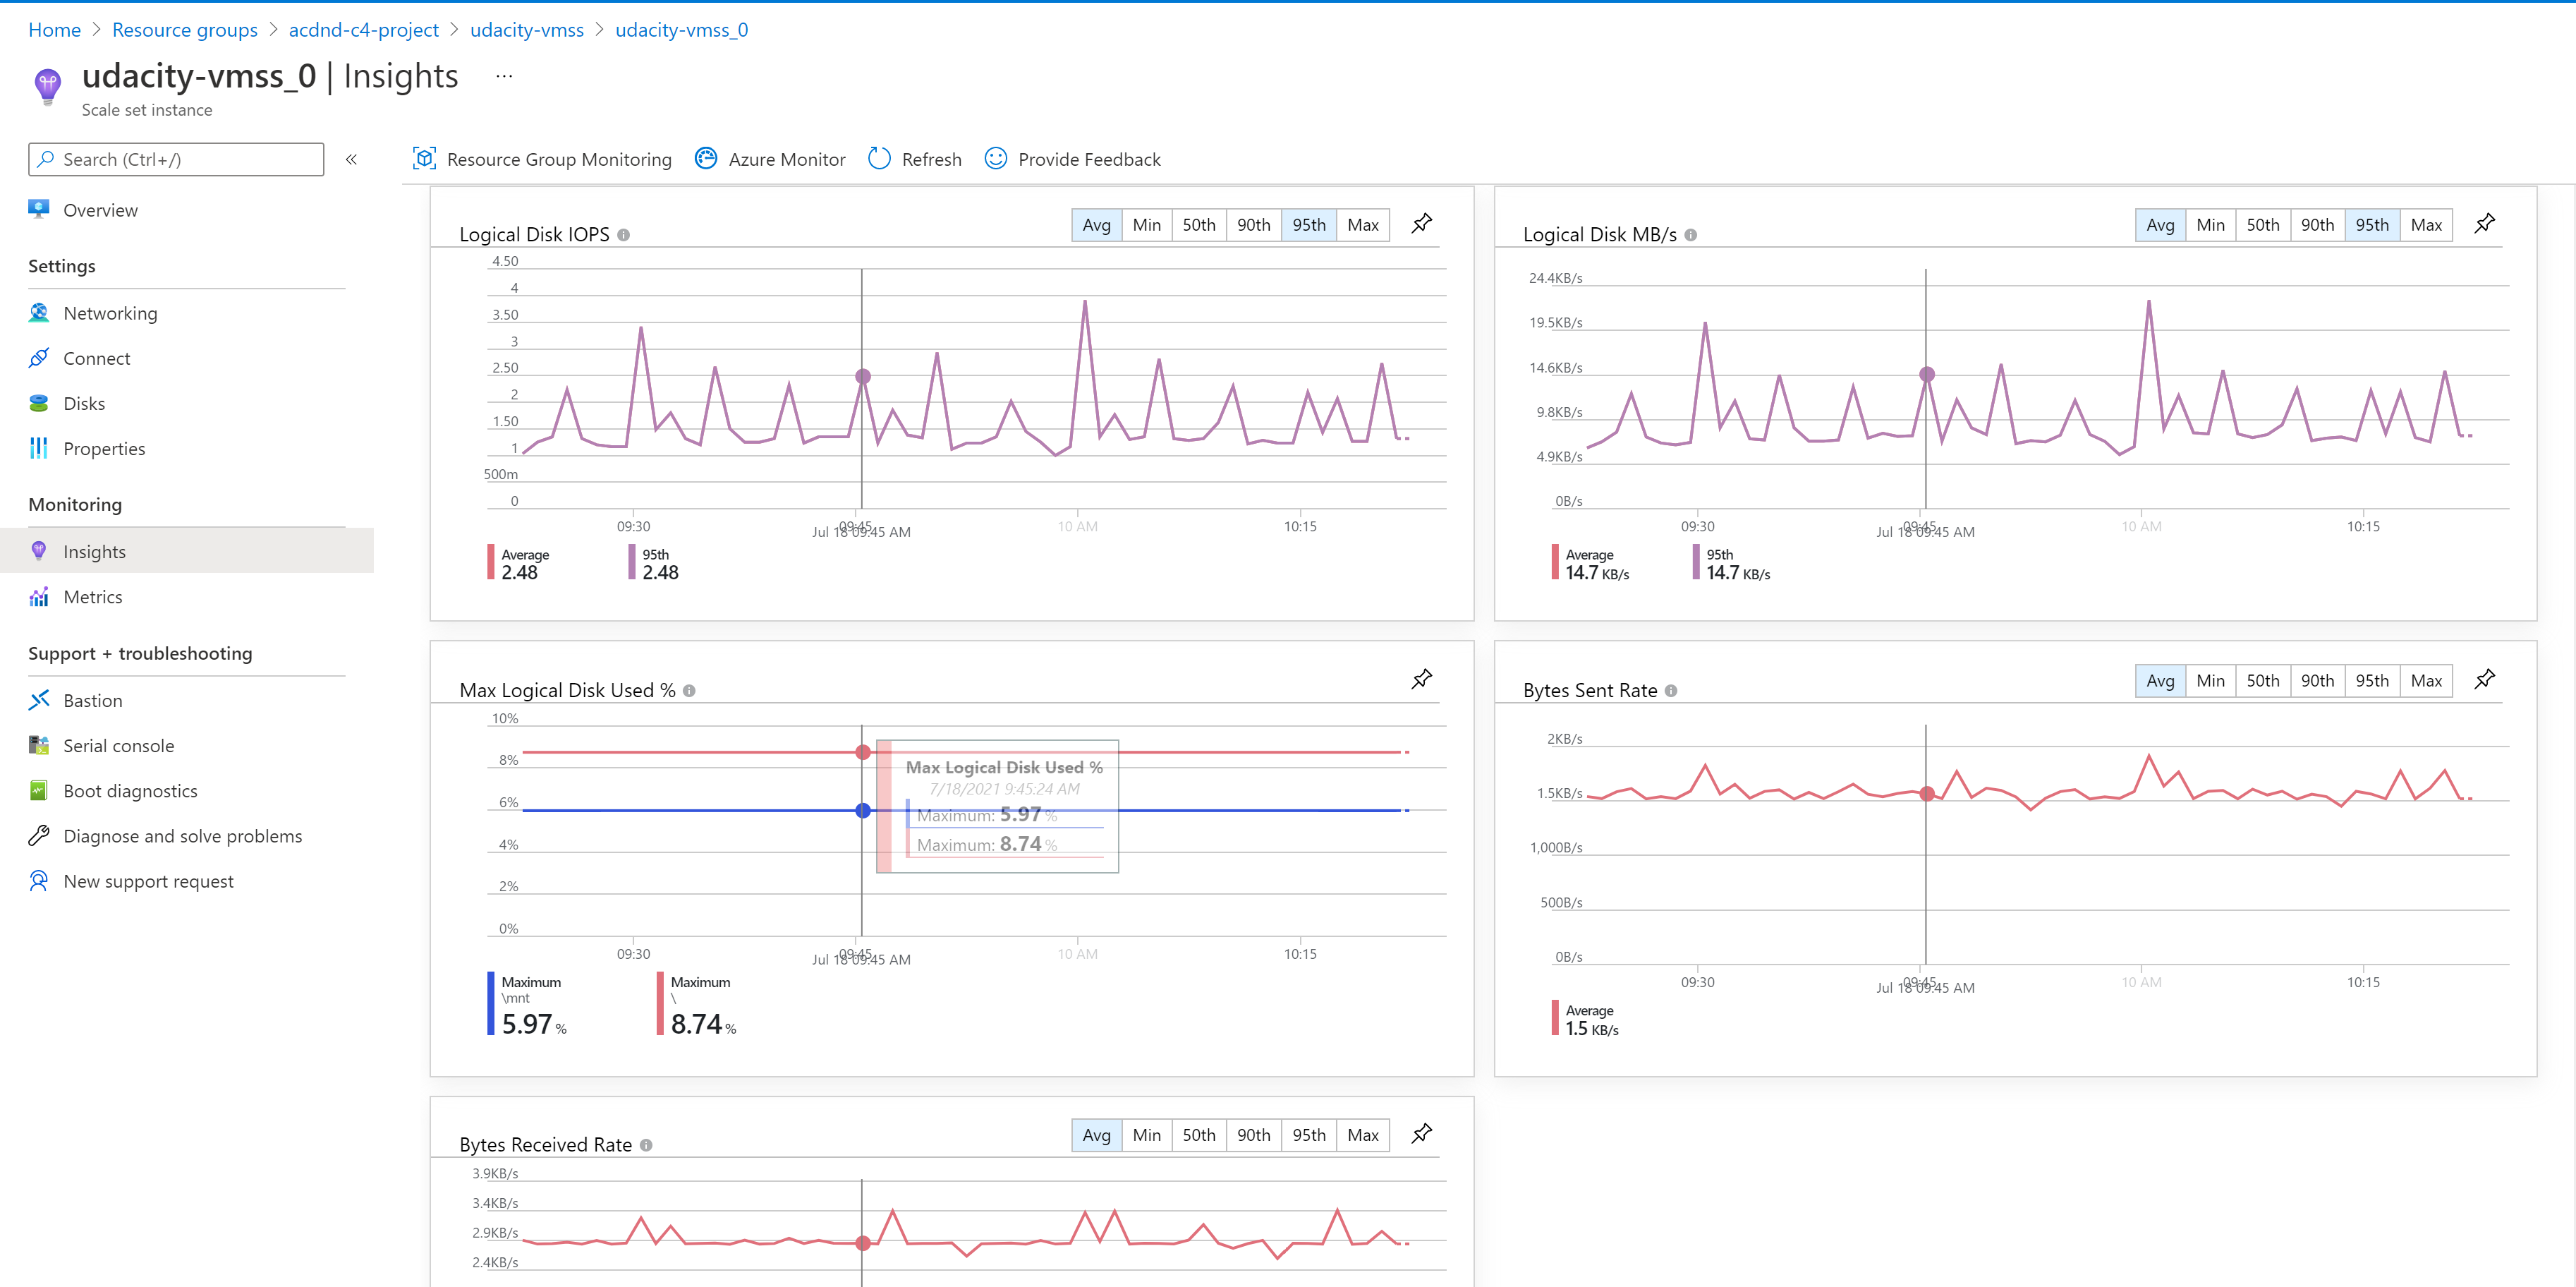 Home > Resource groups > acdnd-c4-project > udacity-vmss > udacity-vmss_0
udacity-vmss_0 | Insights ...
Scale set instance
Search (Ctrl+/)
«
Overview
Settings
Networking
Connect
Disks
Properties
Monitoring
Insights
Metrics
Support + troubleshooting
Bastion
Serial console
Boot diagnostics
Diagnose and solve problems
New support request
Resource Group Monitoring Azure Monitor Refresh Provide Feedback
Logical Disk IOPS
Avg Min 50th 90th 95th Max
4.50
4
3.50
3
2.50
2
1.50
1
500m
0
09:30 09:45 10 AM 10:15
Jul 18 09:45 AM
Average 95th
2.48 2.48
Logical Disk MB/s
Avg Min 50th 90th 95th Max
24.4KB/s
19.5KB/s
14.6KB/s
9.8KB/s
4.9KB/s
0B/s
09:30 09:45 10 AM 10:15
Jul 18 09:45 AM
Average 95th
14.7 KB/s 14.7 KB/s
Max Logical Disk Used %
10%
8%
6%
4%
2%
0%
Max Logical Disk Used %
7/18/2021 9:45:24 AM
Maximum: 5.97 %
Maximum: 8.74 %
09:30 09:45 10 AM 10:15
Jul 18 09:45 AM
Maximum Maximum
\mnt \
5.97 % 8.74 %
Bytes Sent Rate
Avg Min 50th 90th 95th Max
2KB/s
1.5KB/s
1,000B/s
500B/s
0B/s
09:30 09:45 10 AM 10:15
Jul 18 09:45 AM
Average
1.5 KB/s
Bytes Received Rate
Avg Min 50th 90th 95th Max
3.9KB/s
3.4KB/s
2.9KB/s
2.4KB/s